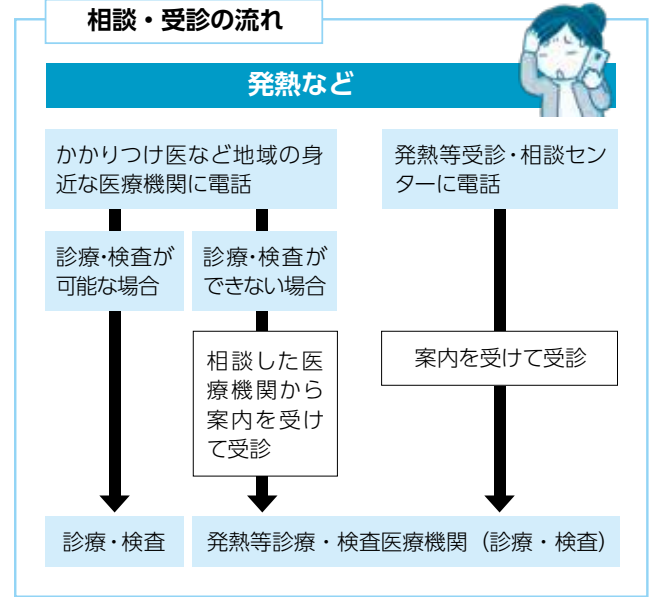 相談・受診の流れ
発熱など
かかりつけ医など地域の身
近な医療機関に電話
発熱等受診・相談セン
ターに電話
診療・検査が
可能な場合
診療・検査が
できない場合
相談した医
療機関から
案内を受け
て受診
案内を受けて受診
診療・検査
発熱等診療・検査医療機関（診療・検査）